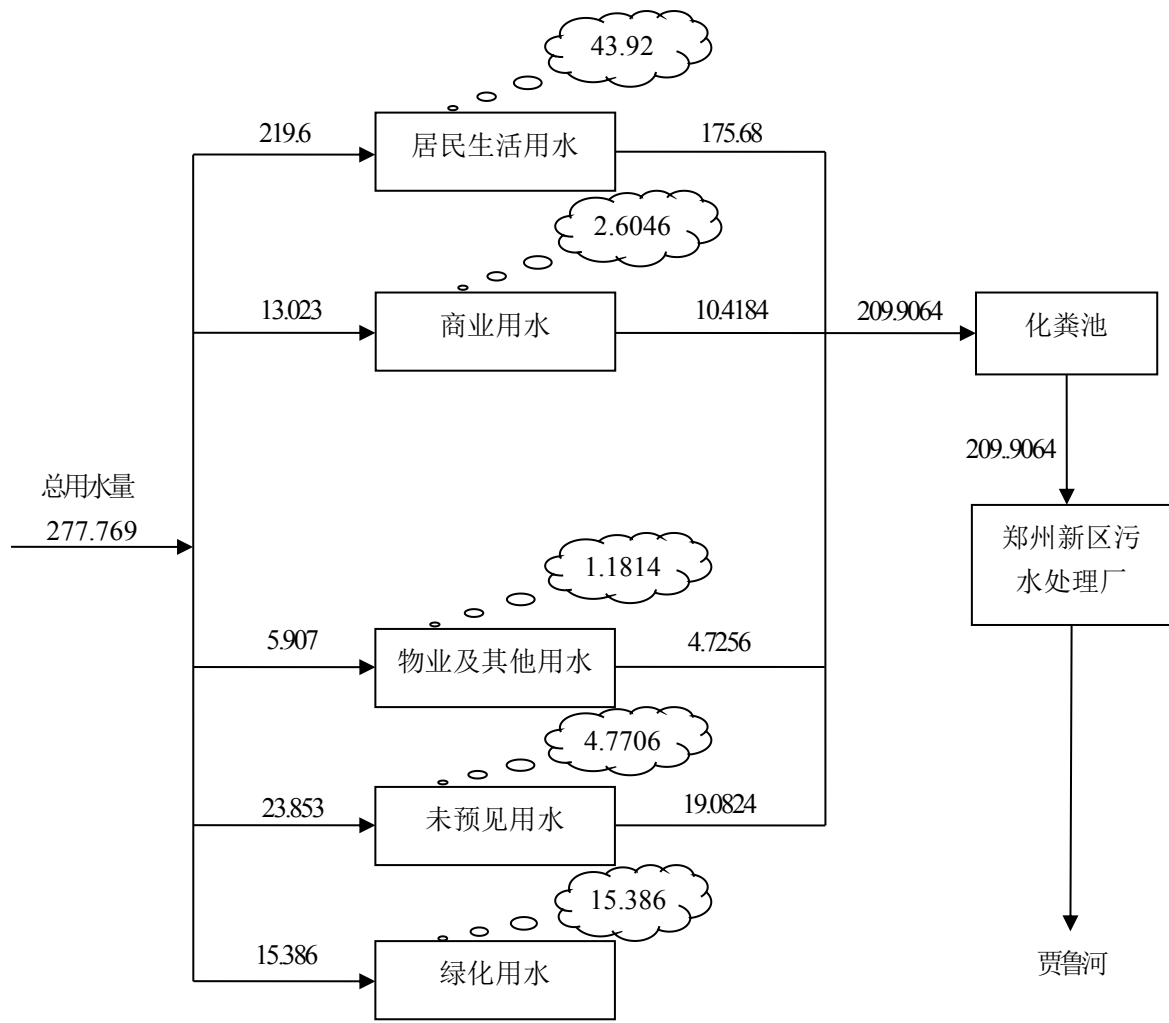 43.92
219.6
居民生活用水
175.68
2.6046
13.023
商业用水
10.4184
209.9064
化粪池
209..9064
总用水量
277.769
郑州新区污
水处理厂
1.1814
5.907
物业及其他用水
4.7256
4.7706
23.853
未预见用水
19.0824
15.386
15.386
绿化用水
贾鲁河